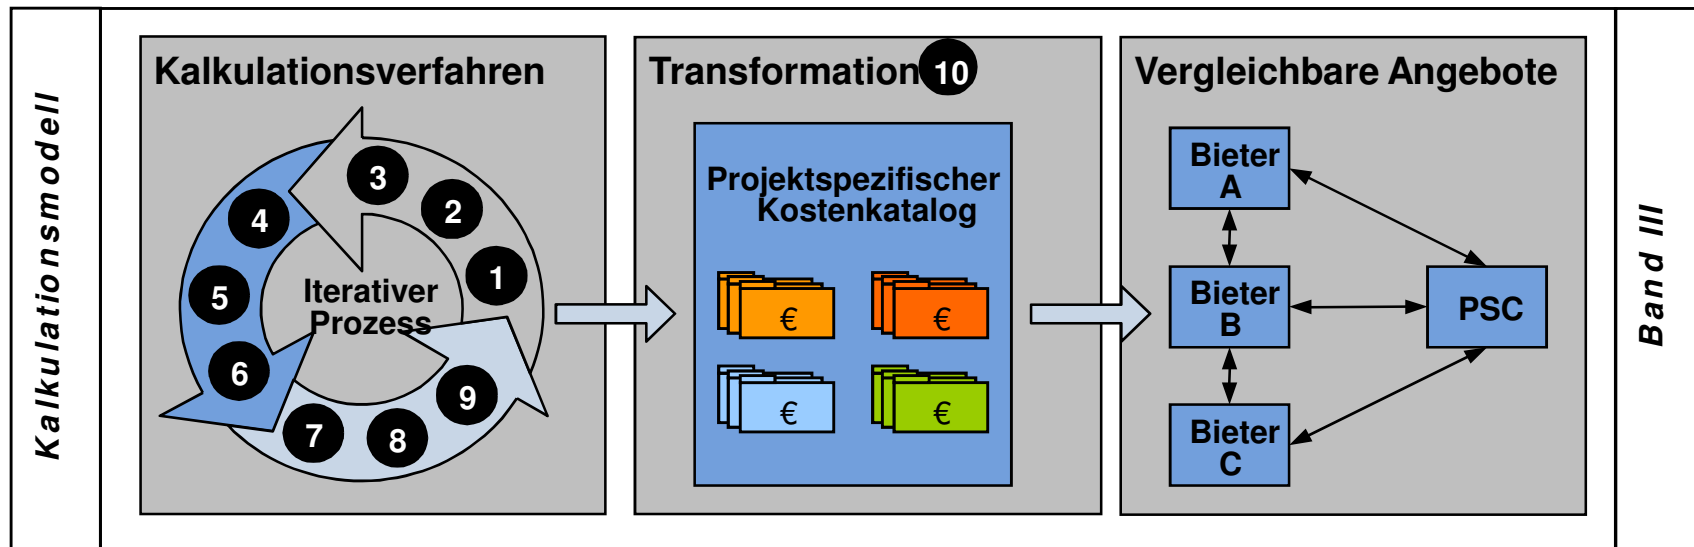 Kalkulationsmodell
Kalkulationsverfahren
3
2
4
1
5
Iterativer
Prozess
6
9
7
8
Transformation 10
Projektspezifischer
Kostenkatalog
€ €
€ €
Vergleichbare Angebote
Bieter
A
Bieter
B
PSC
Bieter
C
Band III